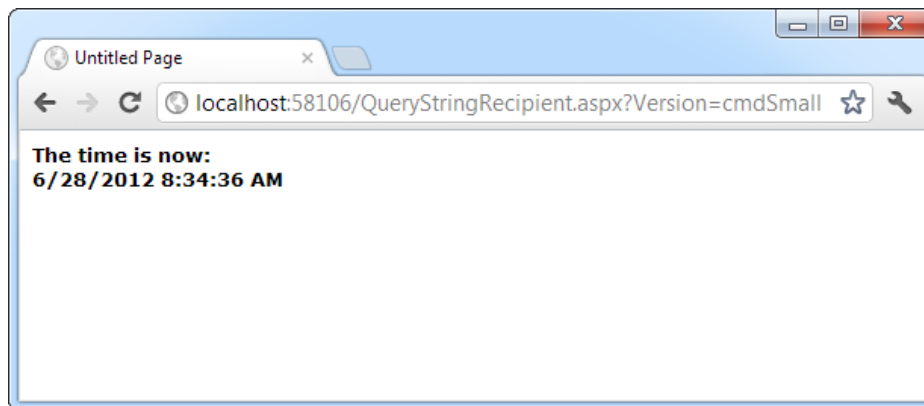 Untitled Page
localhost:58106/QueryStringRecipient.aspx?Version=cmdSmall
The time is now:
6/28/2012 8:34:36 AM